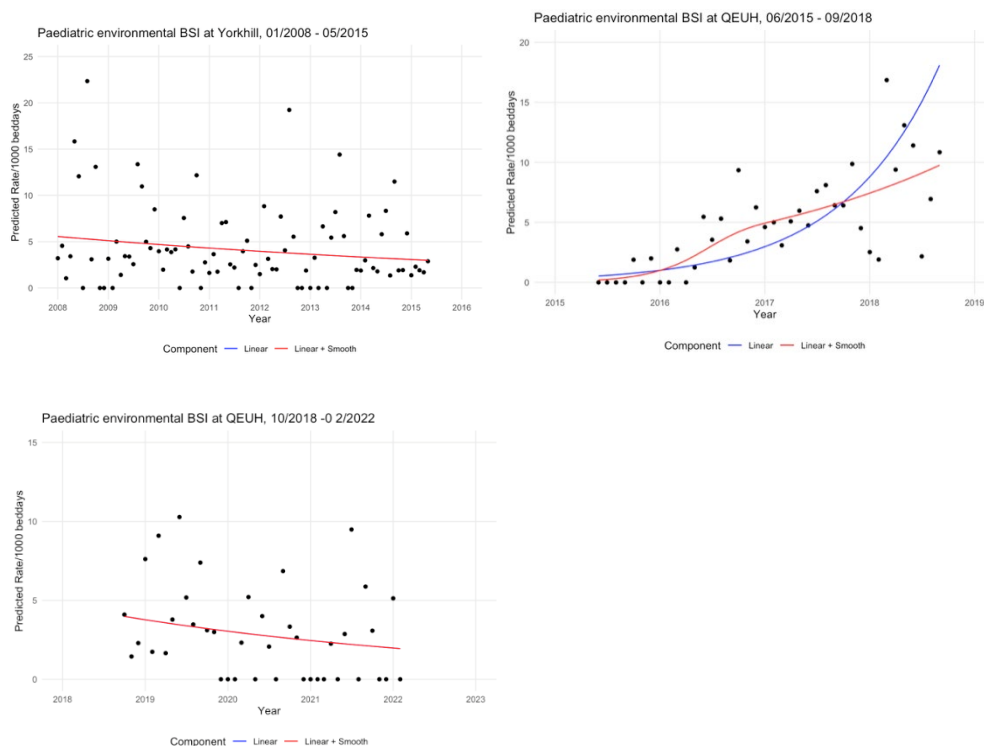 Paediatric environmental BSI at Yorkhill, 01/2008 - 05/2015
Predicted Rate/1000 beddays
25
20
15
10
5
0
2008 2009 2010 2011 2012 2013 2014 2015 2016
Year
Component Linear Linear + Smooth
Paediatric environmental BSI at QEUH, 06/2015 - 09/2018
Predicted Rate/1000 beddays
20
15
10
5
0
2015 2016 2017 2018 2019
Year
Component Linear Linear + Smooth
Paediatric environmental BSI at QEUH, 10/2018 -0 2/2022
Predicted Rate/1000 beddays
15
10
5
0
2018 2019 2020 2021 2022 2023
Year
Component Linear Linear + Smooth